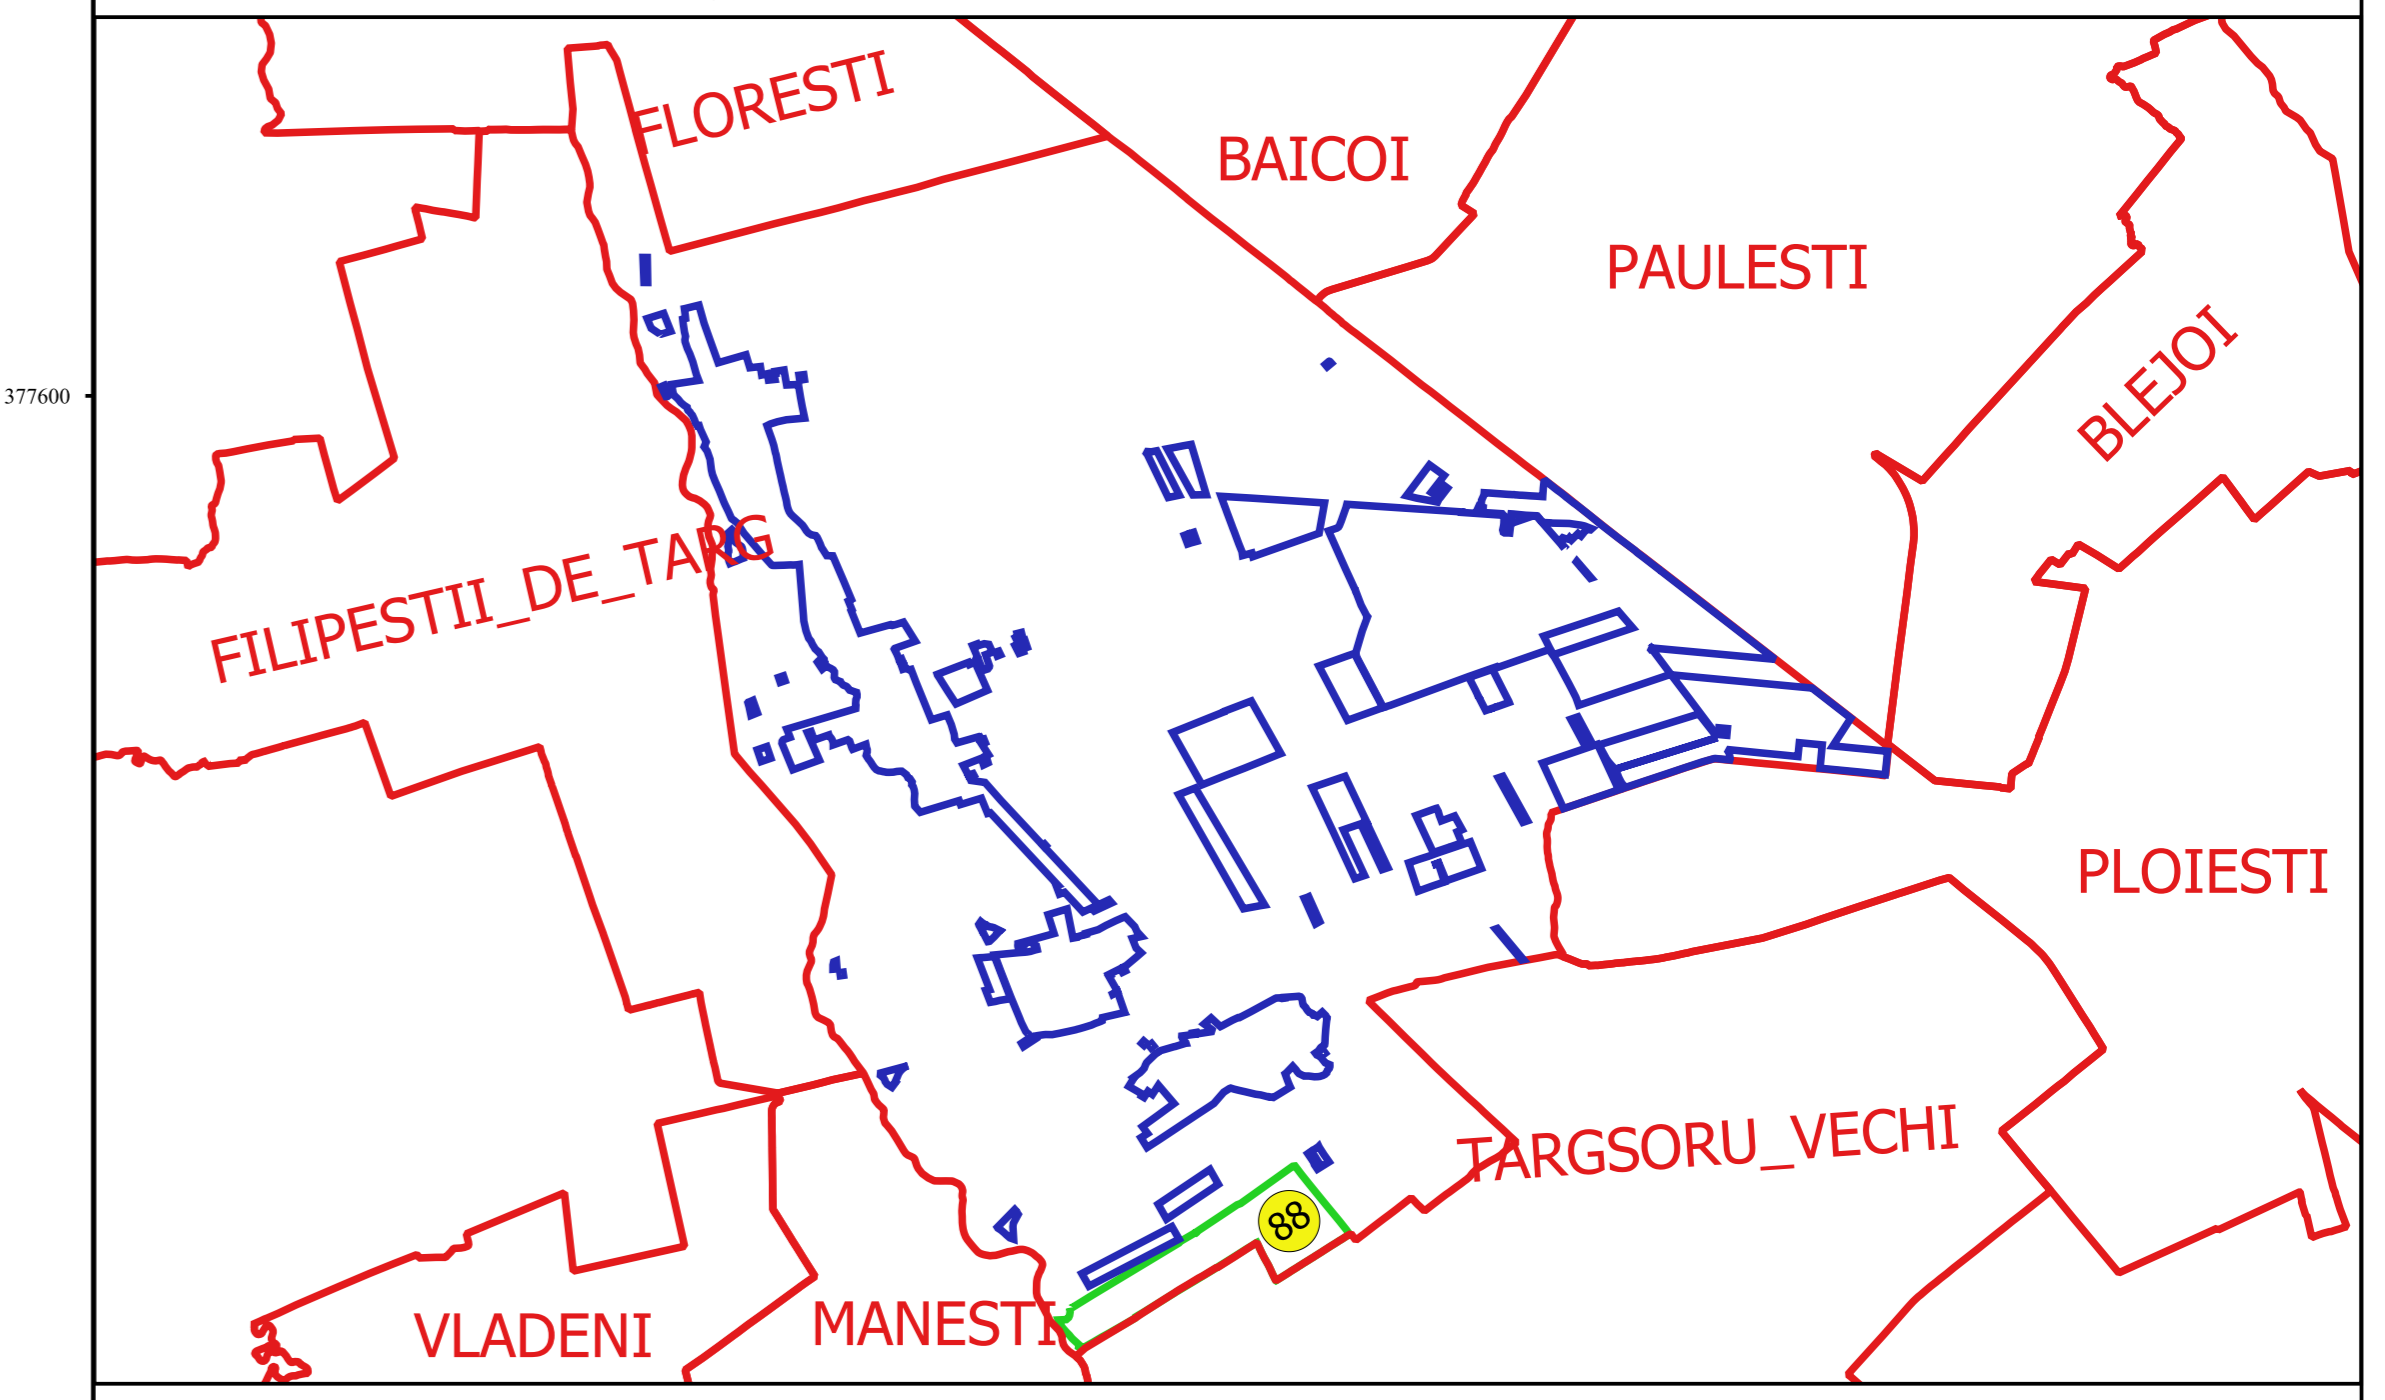 FLORESTI
BAICOI
PAULESTI
BLEJOI
377600
FILIPESTII_DE_TARG
PLOIESTI
TARGSORU_VECHI
88
VLADENI
MANESTI